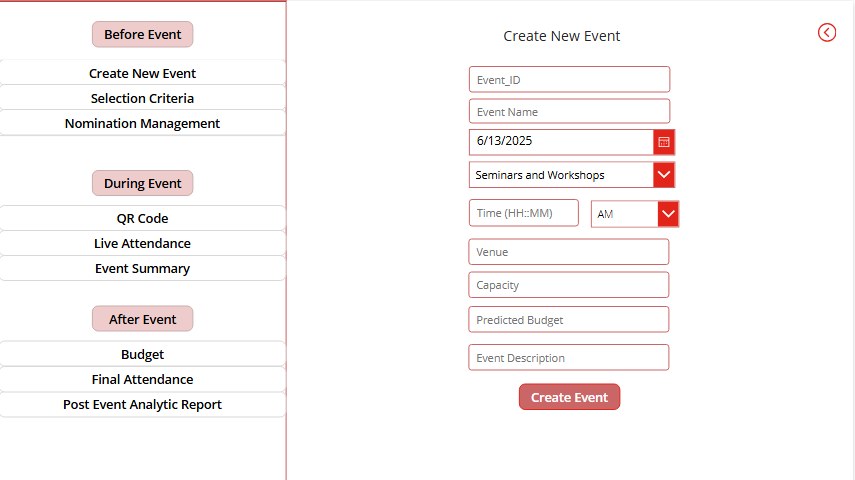 Before Event
Create New Event
Selection Criteria
Nomination Management
During Event
QR Code
Live Attendance
Event Summary
After Event
Budget
Final Attendance
Post Event Analytic Report
Create New Event
Event_ID
Event Name
6/13/2025
Seminars and Workshops
Time (HH::MM) AM
Venue
Capacity
Predicted Budget
Event Description
Create Event